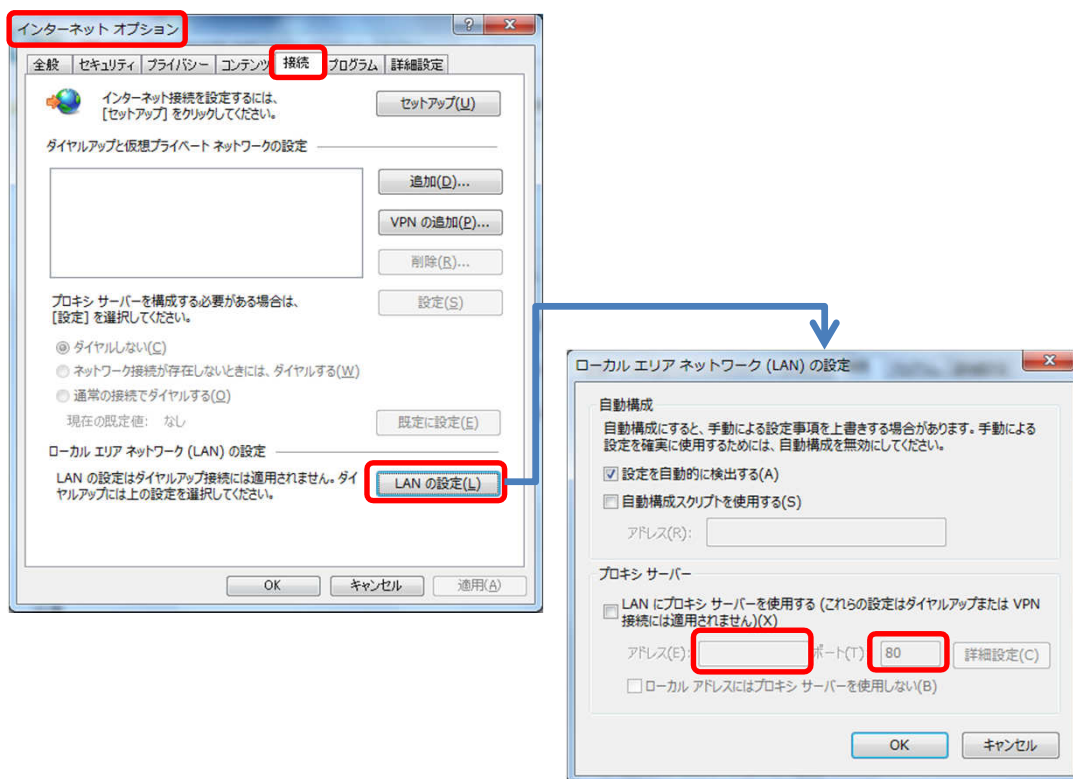 インターネット オプション
全般 セキュリティ プライバシー コンテンツ 接続 プログラム 詳細設定
インターネット接続を設定するには、
[セットアップ] をクリックしてください。
セットアップ(U)
ダイヤルアップと仮想プライベート ネットワークの設定
追加(D)...
VPN の追加(P)...
削除(R)...
プロキシ サーバーを構成する必要がある場合は、
[設定] を選択してください。
設定(S)
ダイヤルしない(C)
ネットワーク接続が存在しないときには、ダイヤルする(W)
通常の接続でダイヤルする(O)
現在の既定値: なし
既定に設定(E)
ローカル エリア ネットワーク (LAN) の設定
LAN の設定はダイヤルアップ接続には適用されません。ダイ
ヤルアップには上の設定を選択してください。
LAN の設定(L)
OK キャンセル 適用(A)
ローカル エリア ネットワーク (LAN) の設定
自動構成
自動構成にすると、手動による設定事項を上書きする場合があります。手動による
設定を確実に使用するためには、自動構成を無効にしてください。
設定を自動的に検出する(A)
自動構成スクリプトを使用する(S)
アドレス(R):
プロキシ サーバー
LAN にプロキシ サーバーを使用する (これらの設定はダイヤルアップまたは VPN
接続には適用されません)(X)
アドレス(E): ポート(T) 80 詳細設定(C)
ローカル アドレスにはプロキシ サーバーを使用しない(B)
OK キャンセル